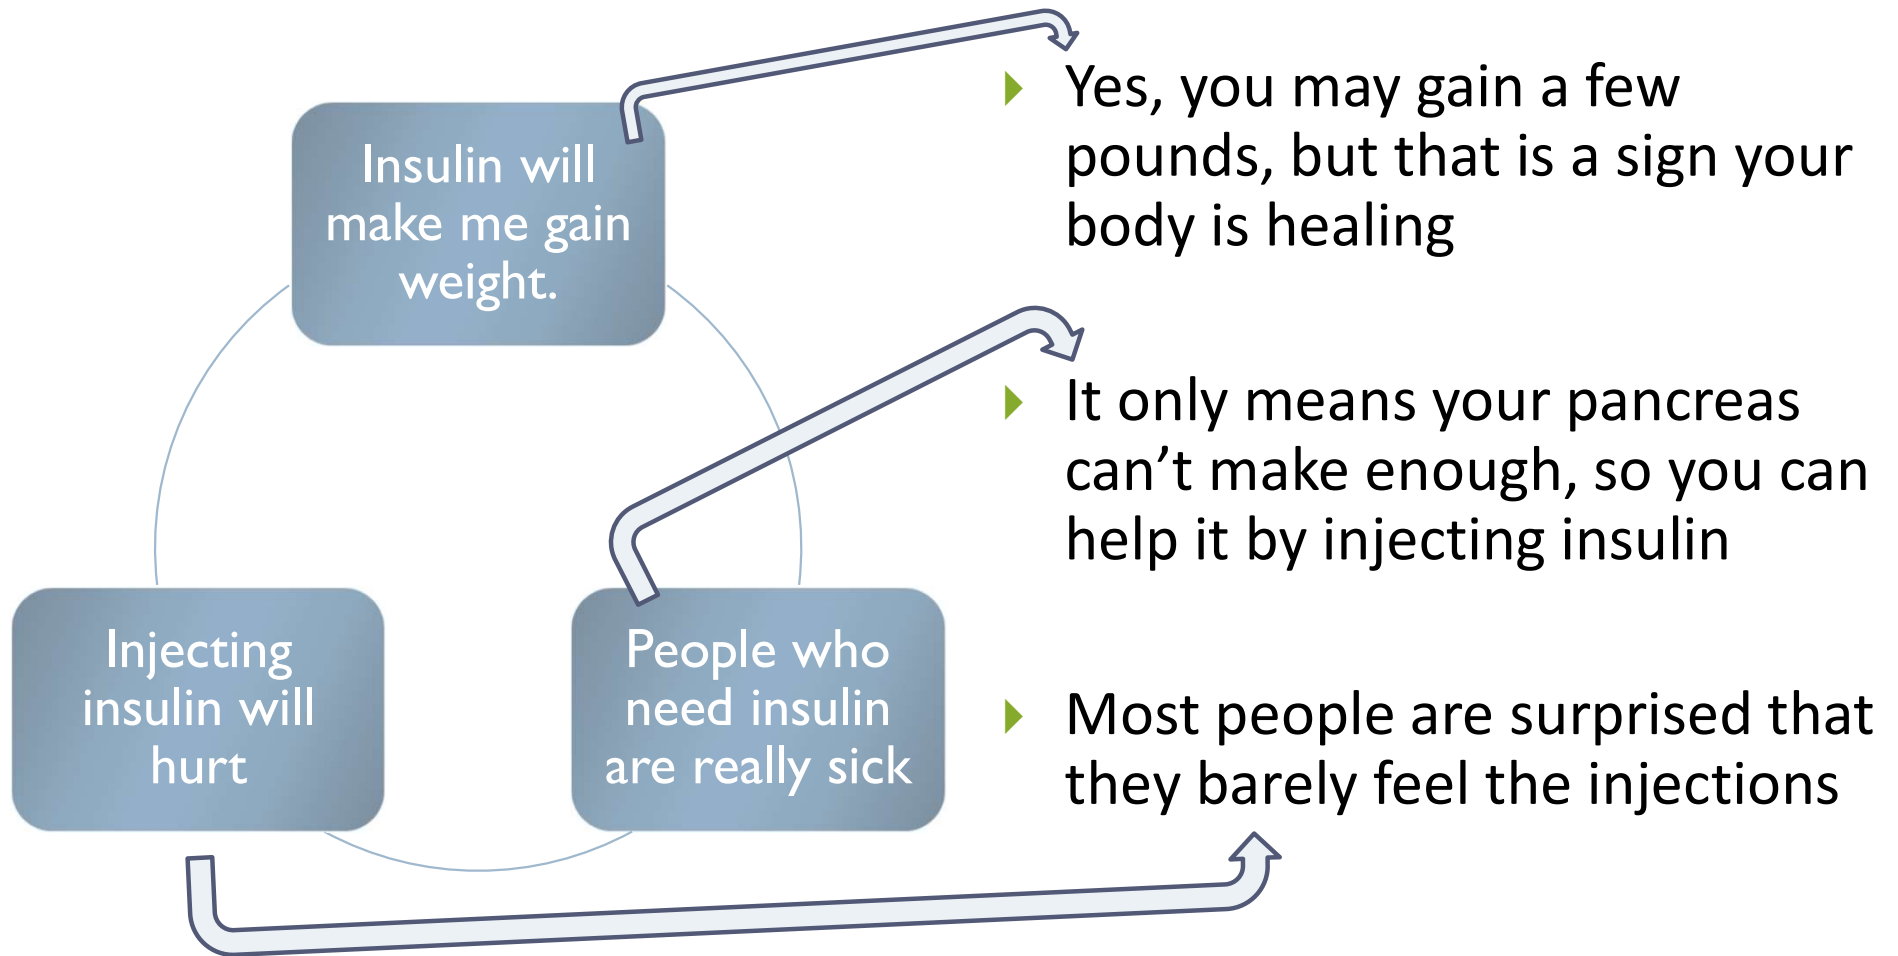 Insulin will
make me gain
weight.
Injecting
insulin will
hurt
People who
need insulin
are really sick
Yes, you may gain a few
pounds, but that is a sign your
body is healing
It only means your pancreas
can’t make enough, so you can
help it by injecting insulin
Most people are surprised that
they barely feel the injections